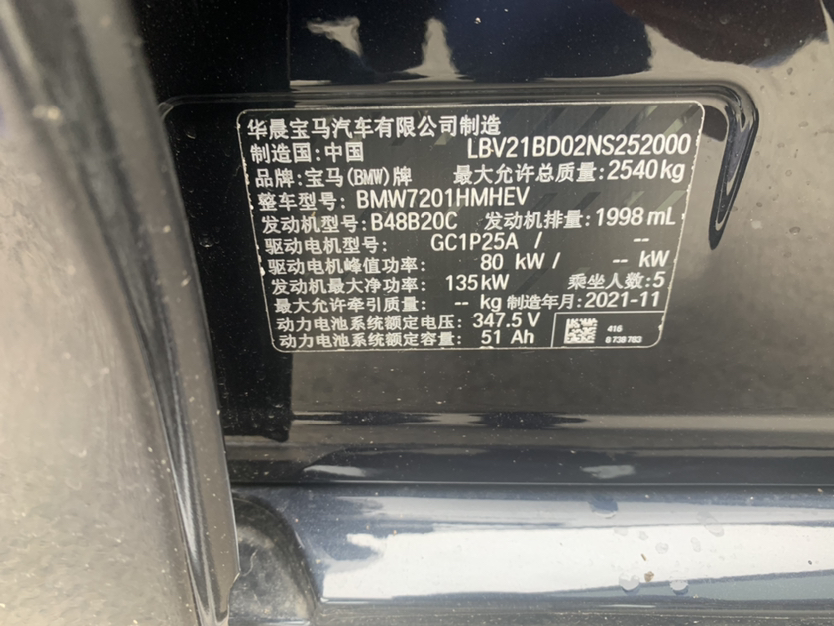 华晨宝马汽车有限公司制造
制造国:中国 LBV21BD02NS252000
品牌:宝马(BMW)牌 最大允许总质量:2540kg
整车型号: BMW7201HMHEV
发动机型号:B48B20C 发动机排量:1998 mL
驱动电机型号: GC1P25A / --
驱动电机峰值功率: 80 kW / -- kW
发动机最大净功率: 135kW 乘坐人数:5
最大允许牵引质量: -- kg 制造年月:2021-11
动力电池系统额定电压: 347.5 V
动力电池系统额定容量: 51 Ah
416
8 738 763